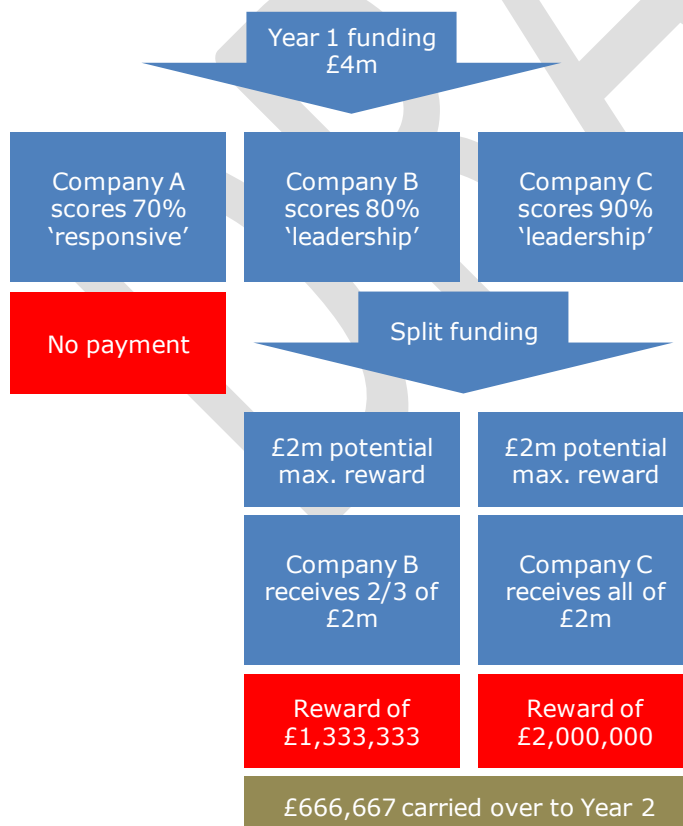 Year 1 funding
£4m
Company A
scores 70%
‘responsive’
Company B
scores 80%
‘leadership’
Company C
scores 90%
‘leadership’
No payment
Split funding
£2m potential
max. reward
£2m potential
max. reward
Company B
receives 2/3 of
£2m
Company C
receives all of
£2m
Reward of
£1,333,333
Reward of
£2,000,000
£666,667 carried over to Year 2